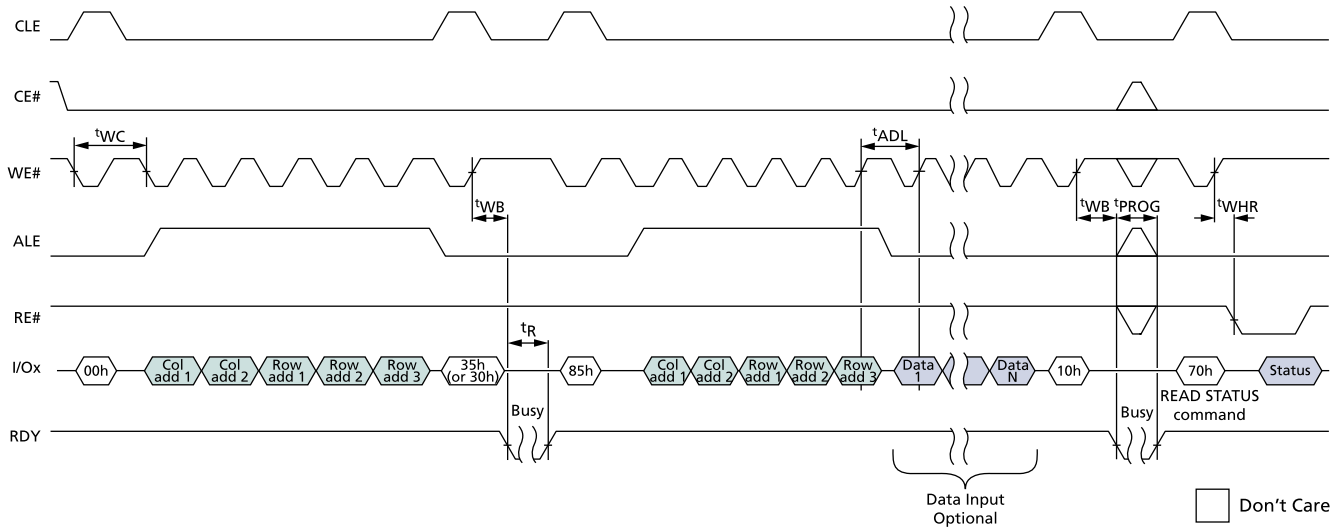 CLE
CE#
tWC
tADL
WE#
tWB
tWB
tPROG
tWHR
ALE
RE#
tR
I/Ox
00h
Col add 1
Col add 2
Row add 1
Row add 2
Row add 3
35h (or 30h)
85h
Col add 1
Col add 2
Row add 1
Row add 2
Row add 3
Data 1
Data N
10h
70h
Status
READ STATUS
command
Busy
Busy
RDY
Data Input
Optional
Don't Care